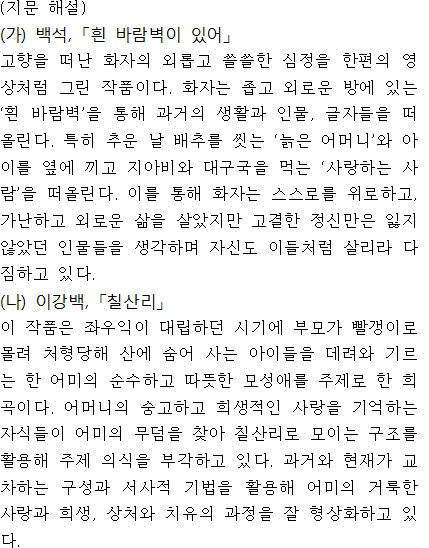 (지문 해설)
(가) 백석,「흰 바람벽이 있어」
고향을 떠난 화자의 외롭고 쓸쓸한 심정을 한편의 영
상처럼 그린 작품이다. 화자는 좁고 외로운 방에 있는
‘흰 바람벽’을 통해 과거의 생활과 인물, 글자들을 떠
올린다. 특히 추운 날 배추를 씻는 ‘늙은 어머니’와 아
이를 옆에 끼고 지아비와 대구국을 먹는 ‘사랑하는 사
람’을 떠올린다. 이를 통해 화자는 스스로를 위로하고,
가난하고 외로운 삶을 살았지만 고결한 정신만은 잃지
않았던 인물들을 생각하며 자신도 이들처럼 살리라 다
짐하고 있다.
(나) 이강백,「칠산리」
이 작품은 좌우익이 대립하던 시기에 부모가 빨갱이로
몰려 처형당해 산에 숨어 사는 아이들을 데려와 기르
는 한 어미의 순수하고 따뜻한 모성애를 주제로 한 희
곡이다. 어머니의 숭고하고 희생적인 사랑을 기억하는
자식들이 어미의 무덤을 찾아 칠산리로 모이는 구조를
활용해 주제 의식을 부각하고 있다. 과거와 현재가 교
차하는 구성과 서사적 기법을 활용해 어미의 거룩한
사랑과 희생, 상처와 치유의 과정을 잘 형상화하고 있
다.